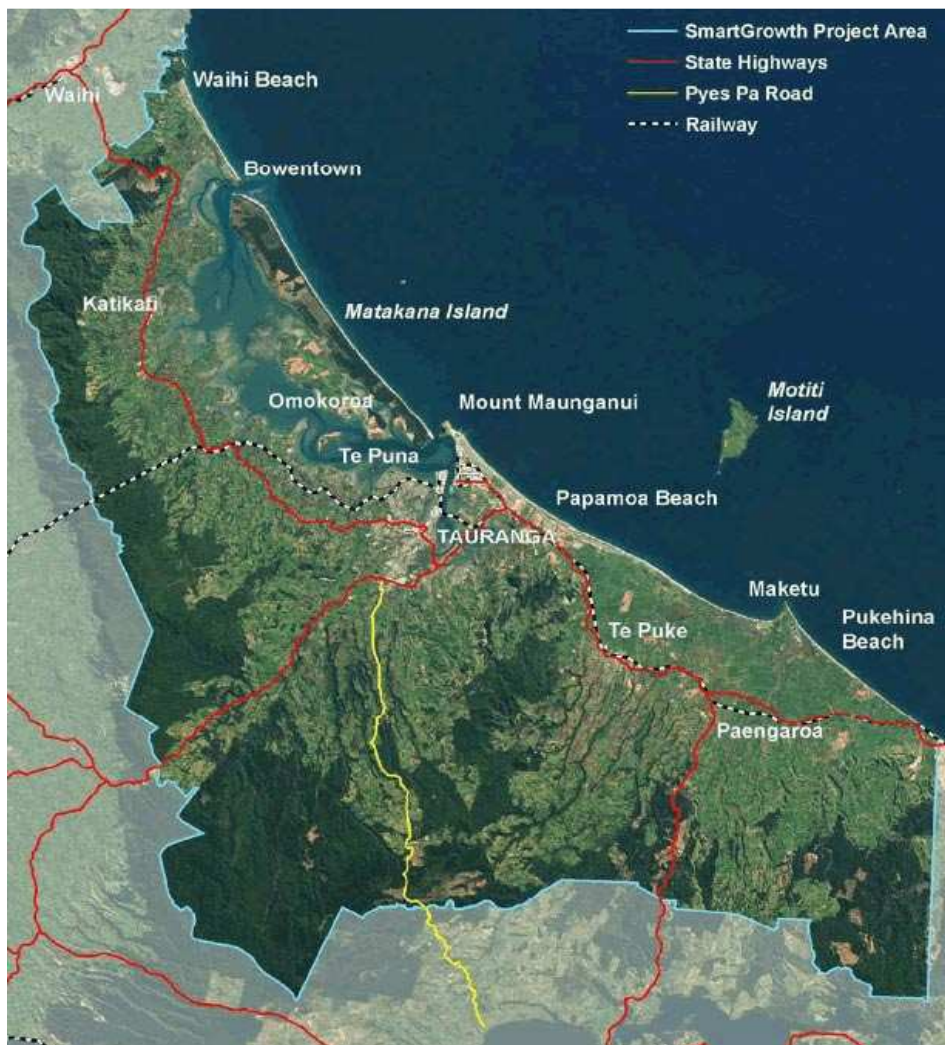 SmartGrowth Project Area
State Highways
Pyes Pa Road
Railway
Waihi
Waihi Beach
Bowentown
Katikati
Matakana Island
Omokoroa
Mount Maunganui
Motiti
Island
Te Puna
Papamoa Beach
TAURANGA
Maketu
Te Puke
Pukehina
Beach
Paengaroa